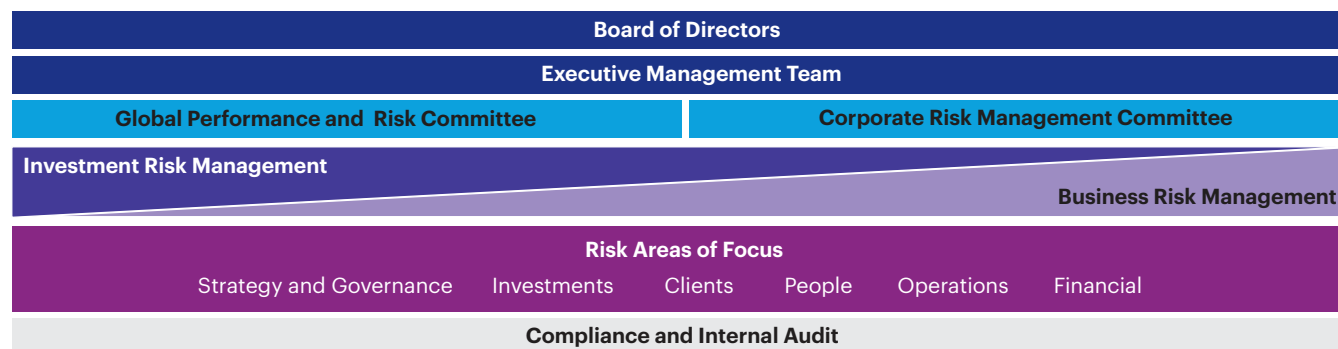 Board of Directors
Executive Management Team
Global Performance and Risk Committee
Corporate Risk Management Committee
Investment Risk Management
Business Risk Management
Risk Areas of Focus
Strategy and Governance Investments Clients People Operations Financial
Compliance and Internal Audit